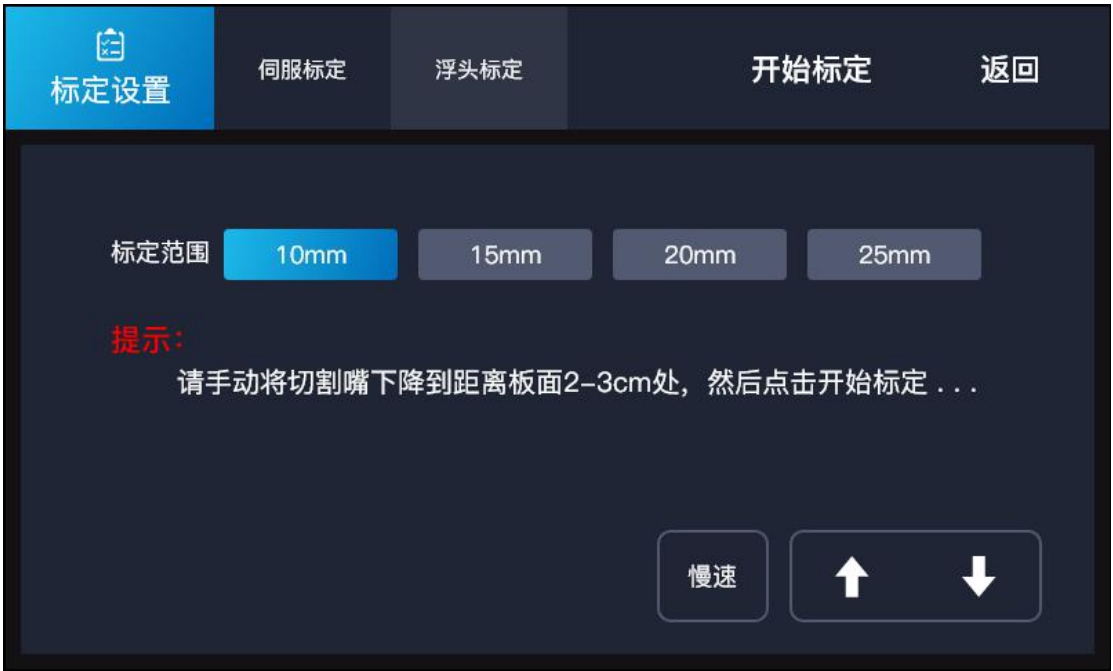 标定设置
伺服标定
浮头标定
开始标定
返回
标定范围 10mm 15mm 20mm 25mm
提示：
请手动将切割嘴下降到距离板面2-3cm处，然后点击开始标定 . . .
慢速